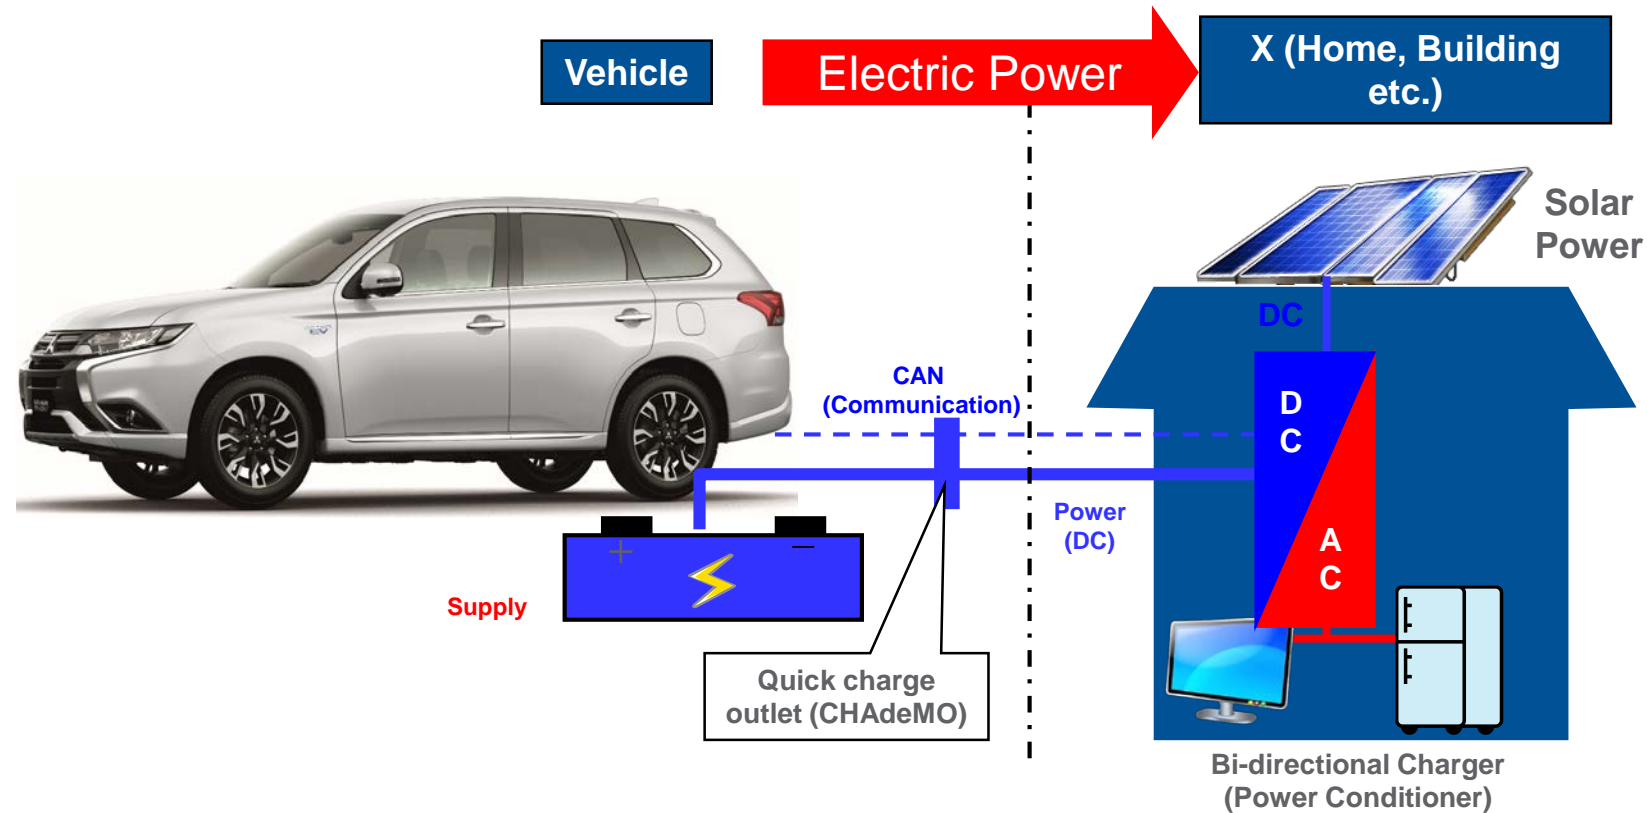 Vehicle
Electric Power
X (Home, Building
etc.)
Solar
Power
DC
CAN
(Communication)
D
C
A
C
Power
(DC)
+
–
Supply
Quick charge
outlet (CHAdeMO)
Bi-directional Charger
(Power Conditioner)